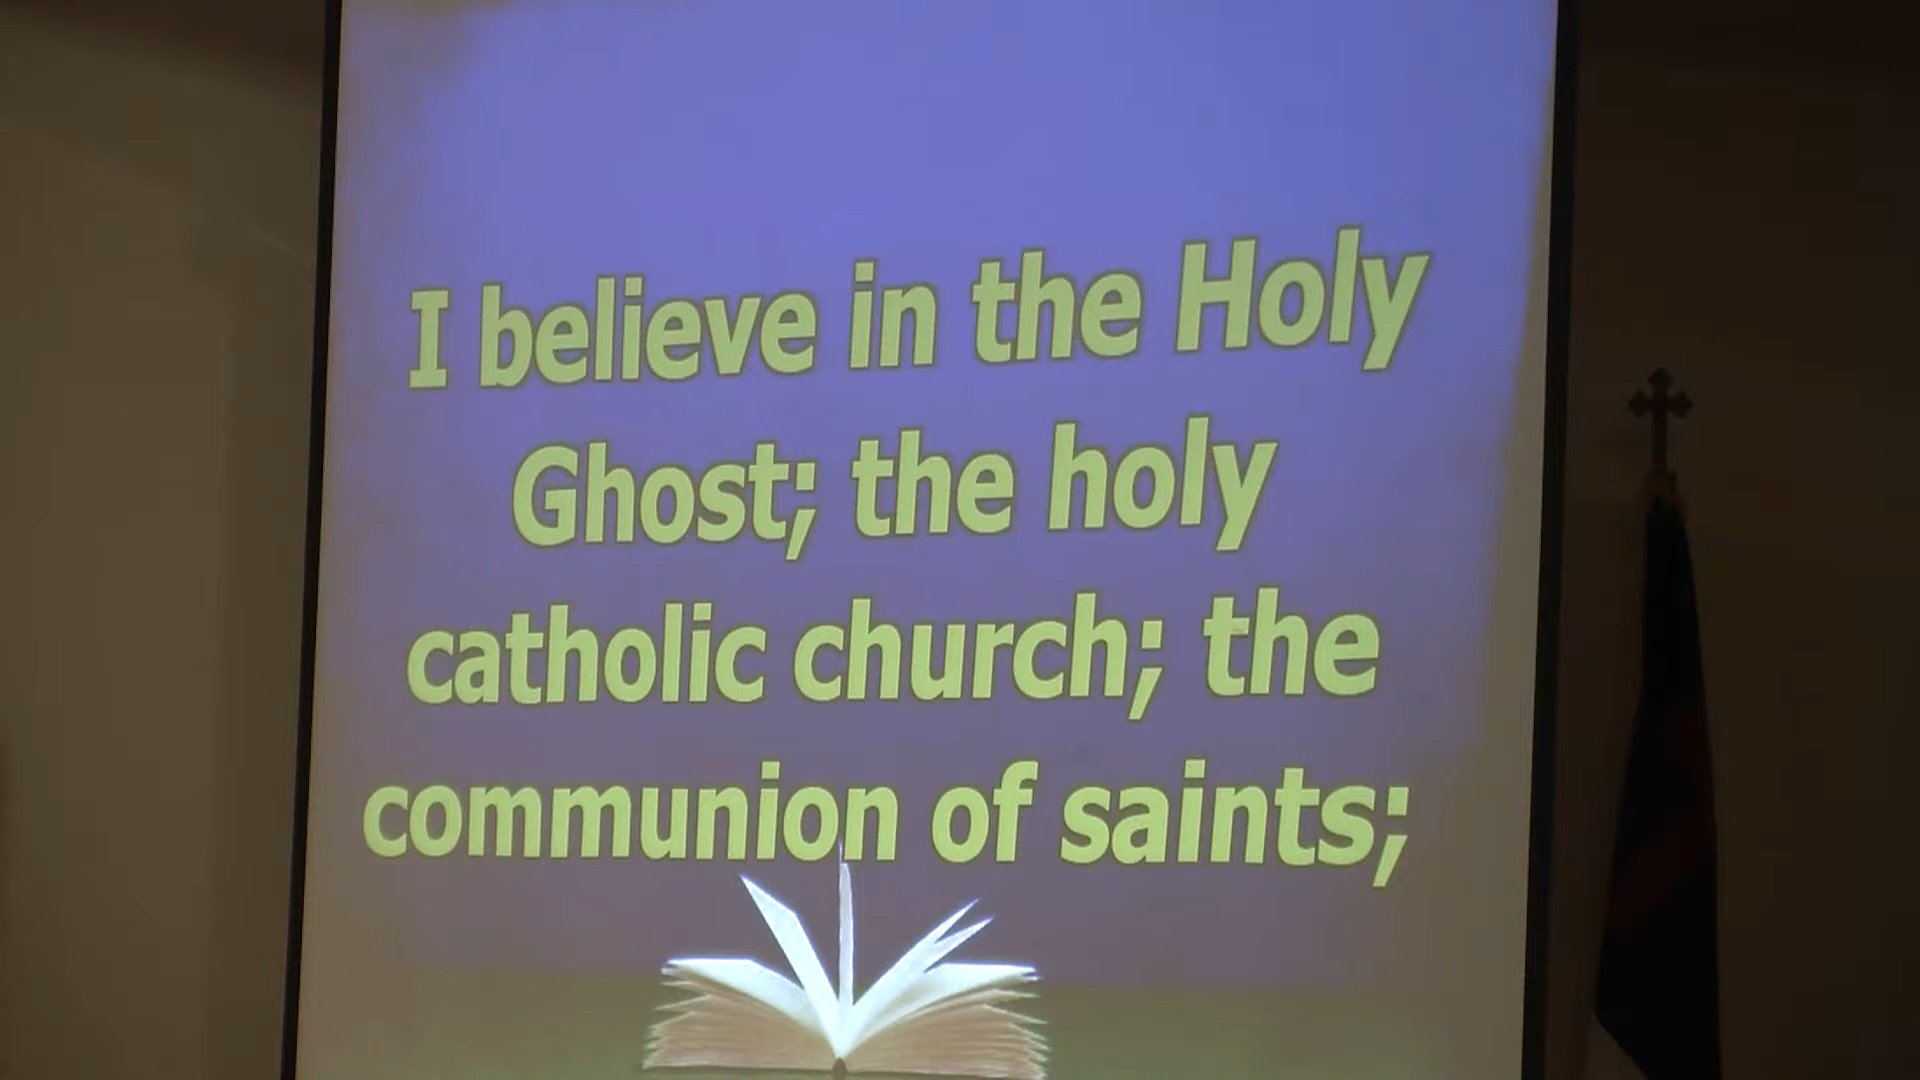 I believe in the Holy
Ghost; the holy
catholic church; the
communion of saints;